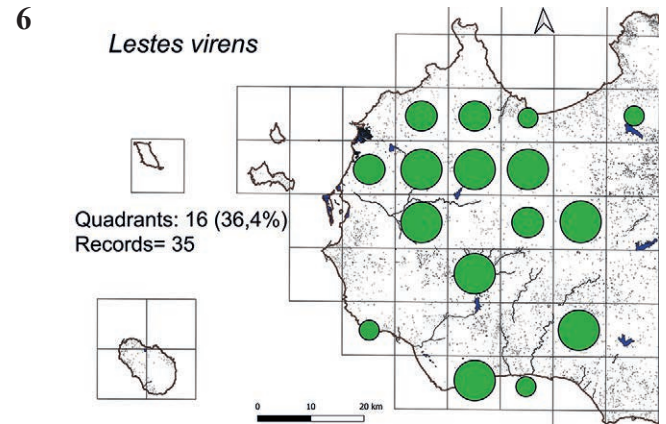 6
Lestes virens
Quadrants: 16 (36,4%)
Records= 35
0 10 20 km